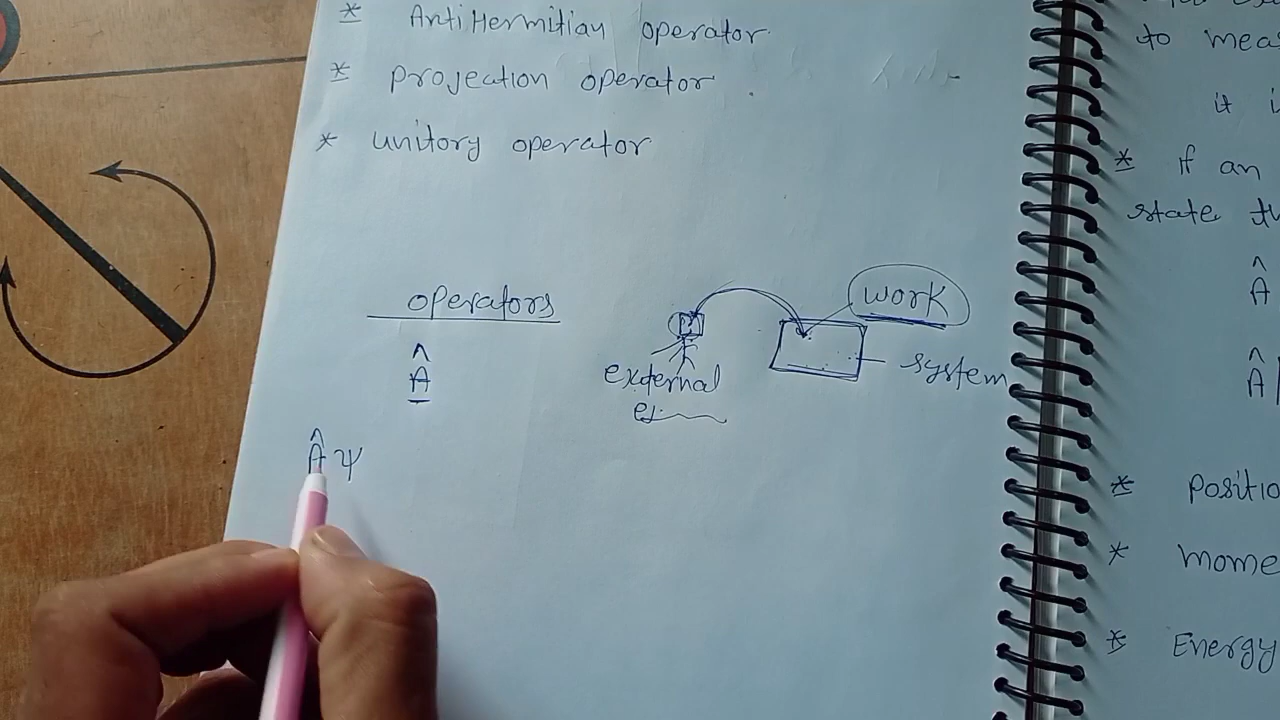 * AntiHermitian operator
* projection operator.
* unitory operator
operators
work
Â
external
system
Âψ
to mea
it i
* If an
state th
Â
Â|
* Positio
* mome
* Energy